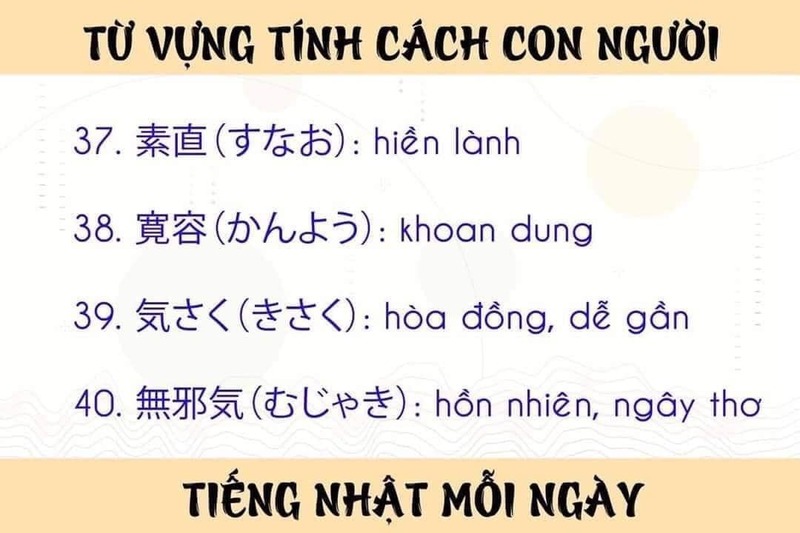 TỪ VỰNG TÍNH CÁCH CON NGƯỜI
37. 素直(すなお): hiền lành
38. 寛容(かんよう): khoan dung
39. 気さく(きさく): hòa đồng, dễ gần
40. 無邪気(むじゃき): hồn nhiên, ngây thơ
TIẾNG NHẬT MỖI NGÀY